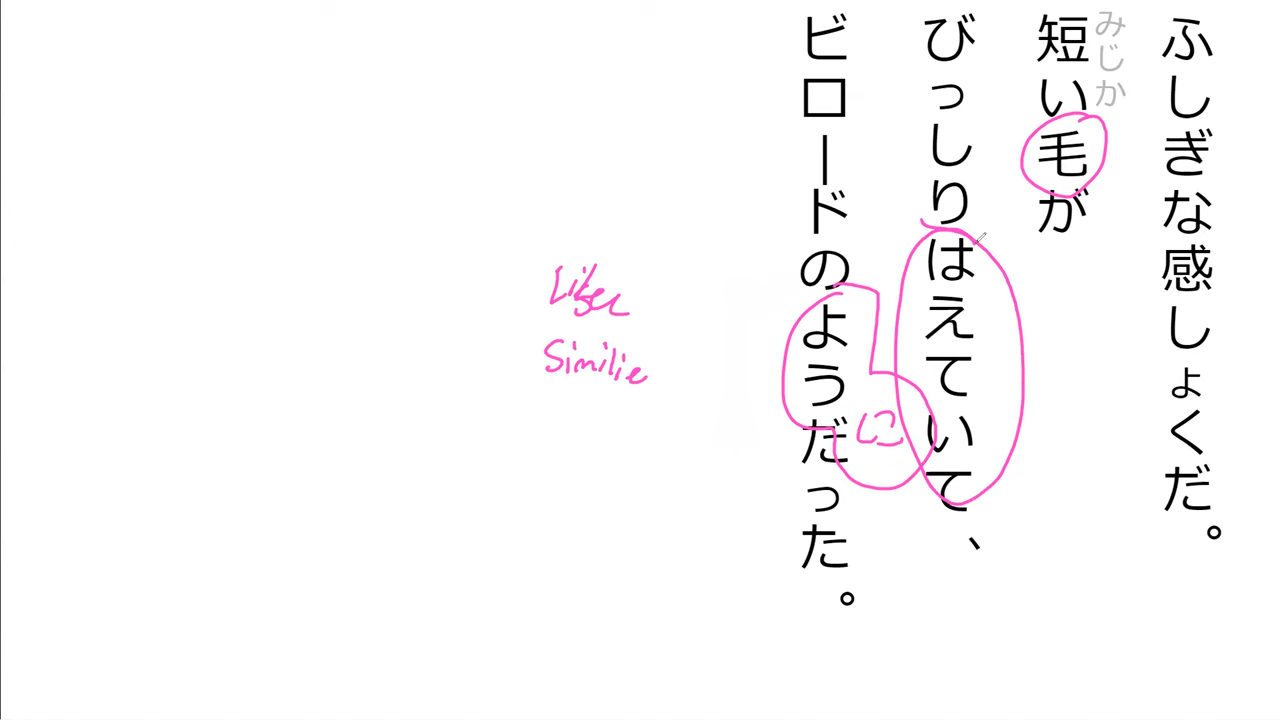 ふしぎな感しょくだ。
みじか
短い毛が
びっしりはえていて、
ビロードのようだった。
に
Similie